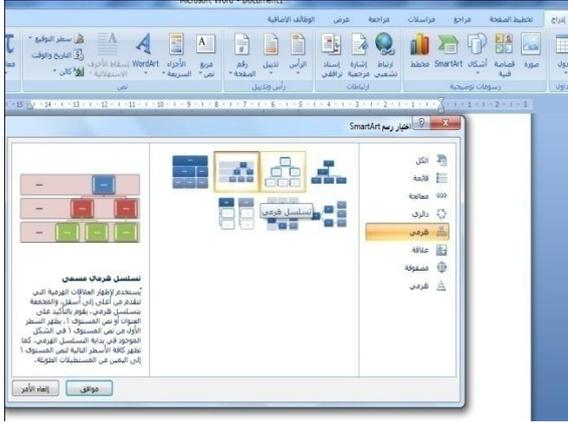 Microsoft Word - Document1
إدراج تخطيط الصفحة مراجع مراسلات مراجعة عرض الوظائف الإضافية
صورة قصاصة فنية أشكال SmartArt مخطط
ارتباط تشعبي إشارة مرجعية إسناد ترافقي
الرأس تذييل رقم الصفحة
مربع نص الأجزاء السريعة WordArt إسقاط الأحرف الاستهلالية
سطر التوقيع
التاريخ والوقت
كائن
رسومات توضيحية ارتباطات رأس وتذييل نص
اختيار رسم SmartArt
الكل
قائمة
معالجة
دائري
هرمي
علاقة
مصفوفة
هرمي
تسلسل هرمي
تسلسل هرمي مسمى
يُستخدم لإظهار العلاقات الهرمية التي
تتقدم من أعلى إلى أسفل، والمجمعة
بتسلسل هرمي. يقوم بالتأكيد على
العنوان أو نص المستوى ١. يظهر السطر
الأول من نص المستوى ١ في الشكل
الموجود في بداية التسلسل الهرمي، كما
تظهر كافة الأسطر التالية لنص المستوى ١
إلى اليمين من المستطيلات الطويلة.
موافق إلغاء الأمر